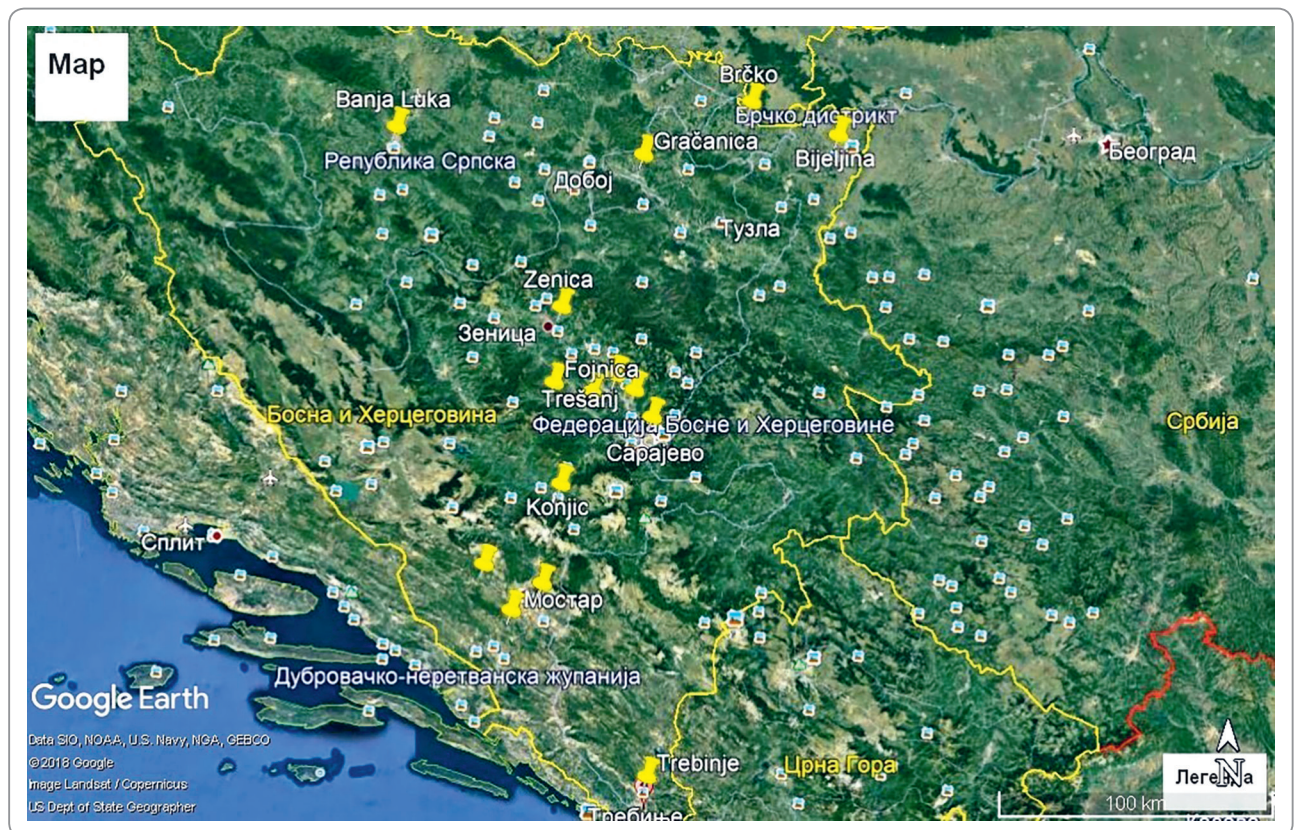 Map
Brčko
Banja Luka
Брчко дистрикт
Gračanica
Београд
Bijeljina
Република Српска
Добој
Тузла
Zenica
Зеница
Fojnica
Trešanj
Босна и Херцеговина
Федерација Босне и Херцеговине
Србија
Сарајево
Konjic
Сплит
Мостар
Дубровачко-неретванска жупанија
Google Earth
Data SIO, NOAA, U.S. Navy, NGA, GEBCO
©2018 Google
Image Landsat / Copernicus
US Dept of State Geographer
Trebinje
Црна Гора
N
100 km
Требиње